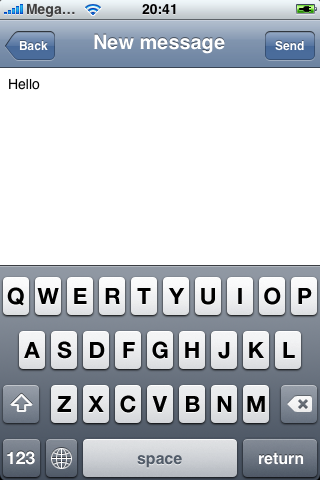 Mega... 20:41
Back New message Send
Hello
Q W E R T Y U I O P
A S D F G H J K L
Z X C V B N M
123 space return